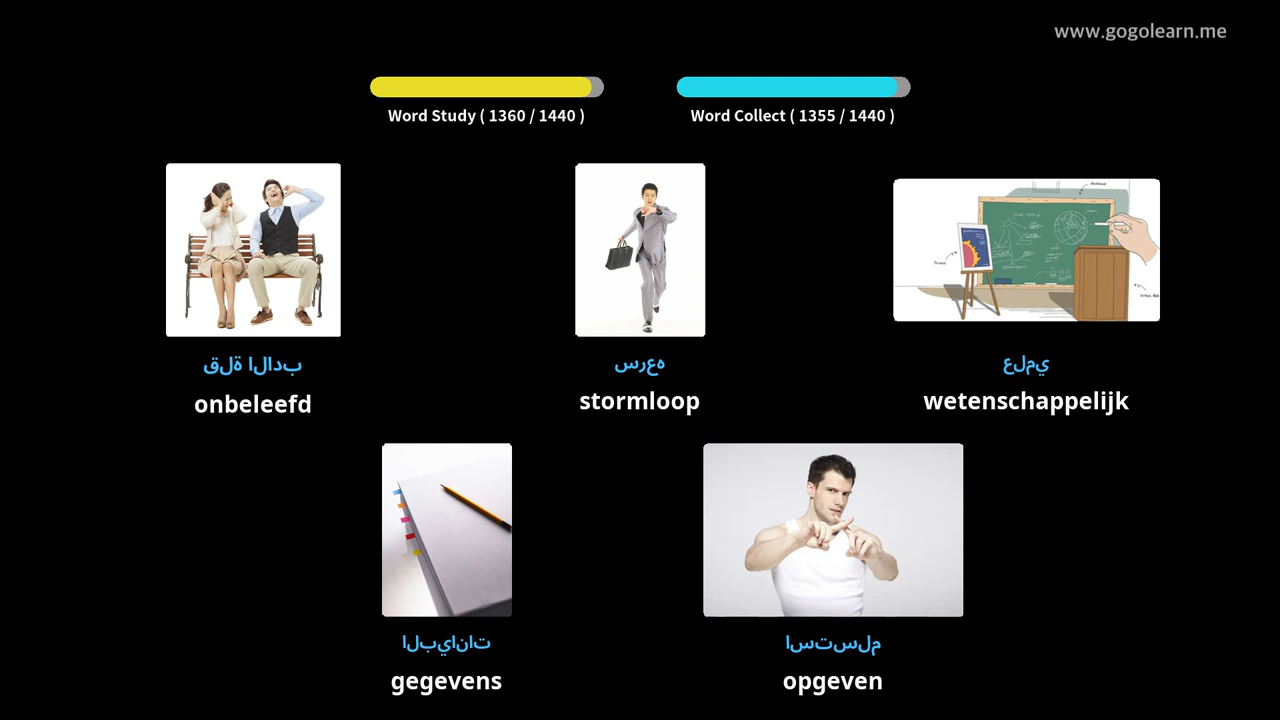 www.gogolearn.me
Word Study ( 1360 / 1440 )
Word Collect ( 1355 / 1440 )
قلة الادب
onbeleefd
سرعه
stormloop
علمي
wetenschappelijk
البيانات
gegevens
استسلم
opgeven